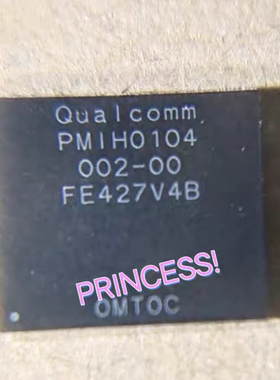 Qualcomm
PMIH0104
002-00
FE427V4B
PRINCESS!
OMTOC